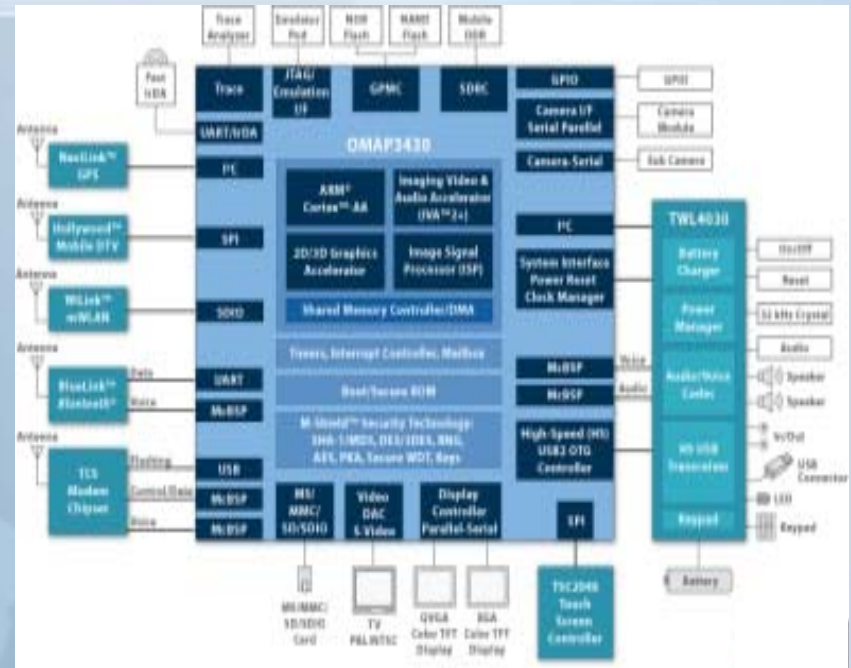 Trace
Analyzer
Emulator
Pod
NOR
Flash
NAND
Flash
Mobile
DDR
Fast
IrDA
Trace
JTAG/
Emulation
I/F
GPMC
SDRC
GPIO
GPIO
UART/IrDA
Camera I/F
Serial Parallel
Camera
Module
OMAP3430
Antenna
NaviLink™
GPS
I²C
Camera-Serial
Sub Camera
ARM®
Cortex™-A8
Imaging Video &
Audio Accelerator
(IVA™2+)
TWL4030
Antenna
Hollywood™
Mobile DTV
SPI
I²C
2D/3D Graphics
Accelerator
Image Signal
Processor (ISP)
System Interface
Power Reset
Clock Manager
Battery
Charger
On/Off
Reset
Antenna
WiLink™
mWLAN
SDIO
Shared Memory Controller/DMA
Power
Manager
32 kHz Crystal
Timers, Interrupt Controller, Mailbox
Audio
Antenna
BlueLink™
Bluetooth®
Data
Voice
UART
McBSP
Boot/Secure ROM
McBSP
McBSP
Voice
Audio
Audio/Voice
Codec
Speaker
Speaker
M-Shield™ Security Technology:
SHA-1/MD5, DES/3DES, RNG,
AES, PKA, Secure WDT, Keys
High-Speed (HS)
USB2 OTG
Controller
HS USB
Transceiver
In/Out
USB
Connector
Antenna
TCS
Modem
Chipset
Flashing
Control/Data
Voice
USB
McBSP
McBSP
LED
Keypad
Keypad
MS/
MMC/
SD/SDIO
Video
DAC
& Video
Display
Controller
Parallel-Serial
SPI
Battery
MS/MMC/
SD/SDIO
Card
TV
PAL/NTSC
QVGA
Color TFT
Display
Color TFT
Display
TSC2046
Touch
Screen
Controller